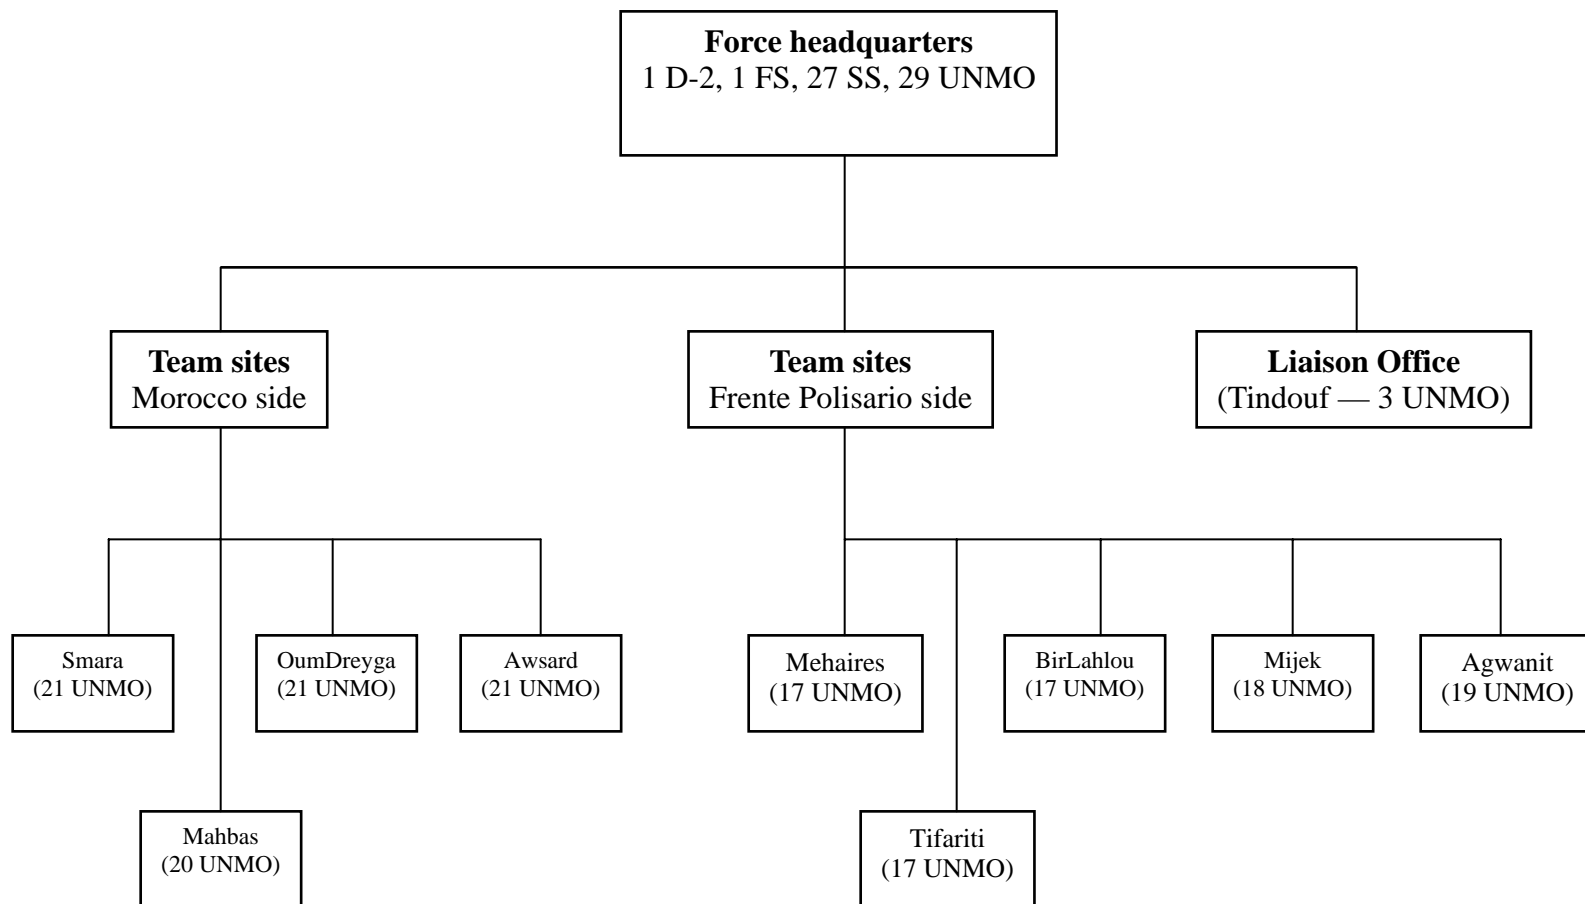 Force headquarters
1 D-2, 1 FS, 27 SS, 29 UNMO
Team sites
Morocco side
Team sites
Frente Polisario side
Liaison Office
(Tindouf — 3 UNMO)
Smara
(21 UNMO)
OumDreyga
(21 UNMO)
Awsard
(21 UNMO)
Mehaires
(17 UNMO)
BirLahlou
(17 UNMO)
Mijek
(18 UNMO)
Agwanit
(19 UNMO)
Mahbas
(20 UNMO)
Tifariti
(17 UNMO)